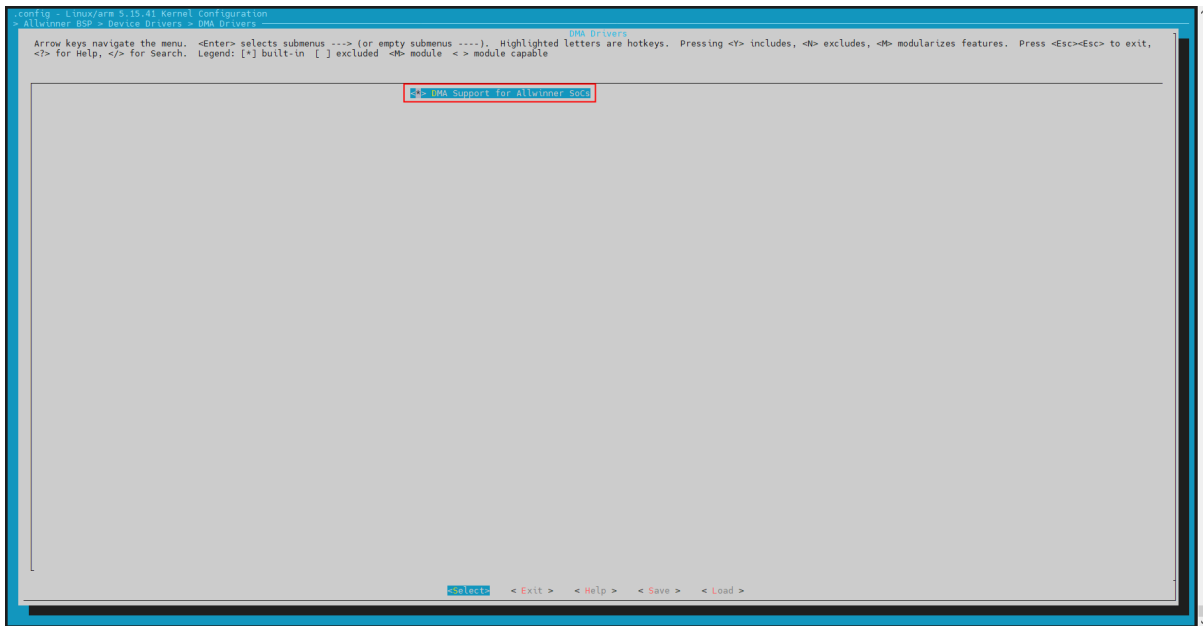 .config - Linux/arm 5.15.41 Kernel Configuration
> Allwinner BSP > Device Drivers > DMA Drivers
DMA Drivers
Arrow keys navigate the menu. <Enter> selects submenus ---> (or empty submenus ----). Highlighted letters are hotkeys. Pressing <Y> includes, <N> excludes, <M> modularizes features. Press <Esc><Esc> to exit,
<?> for Help, </> for Search. Legend: [*] built-in [ ] excluded <M> module < > module capable
<*> DMA Support for Allwinner SoCs
<Select> < Exit > < Help > < Save > < Load >